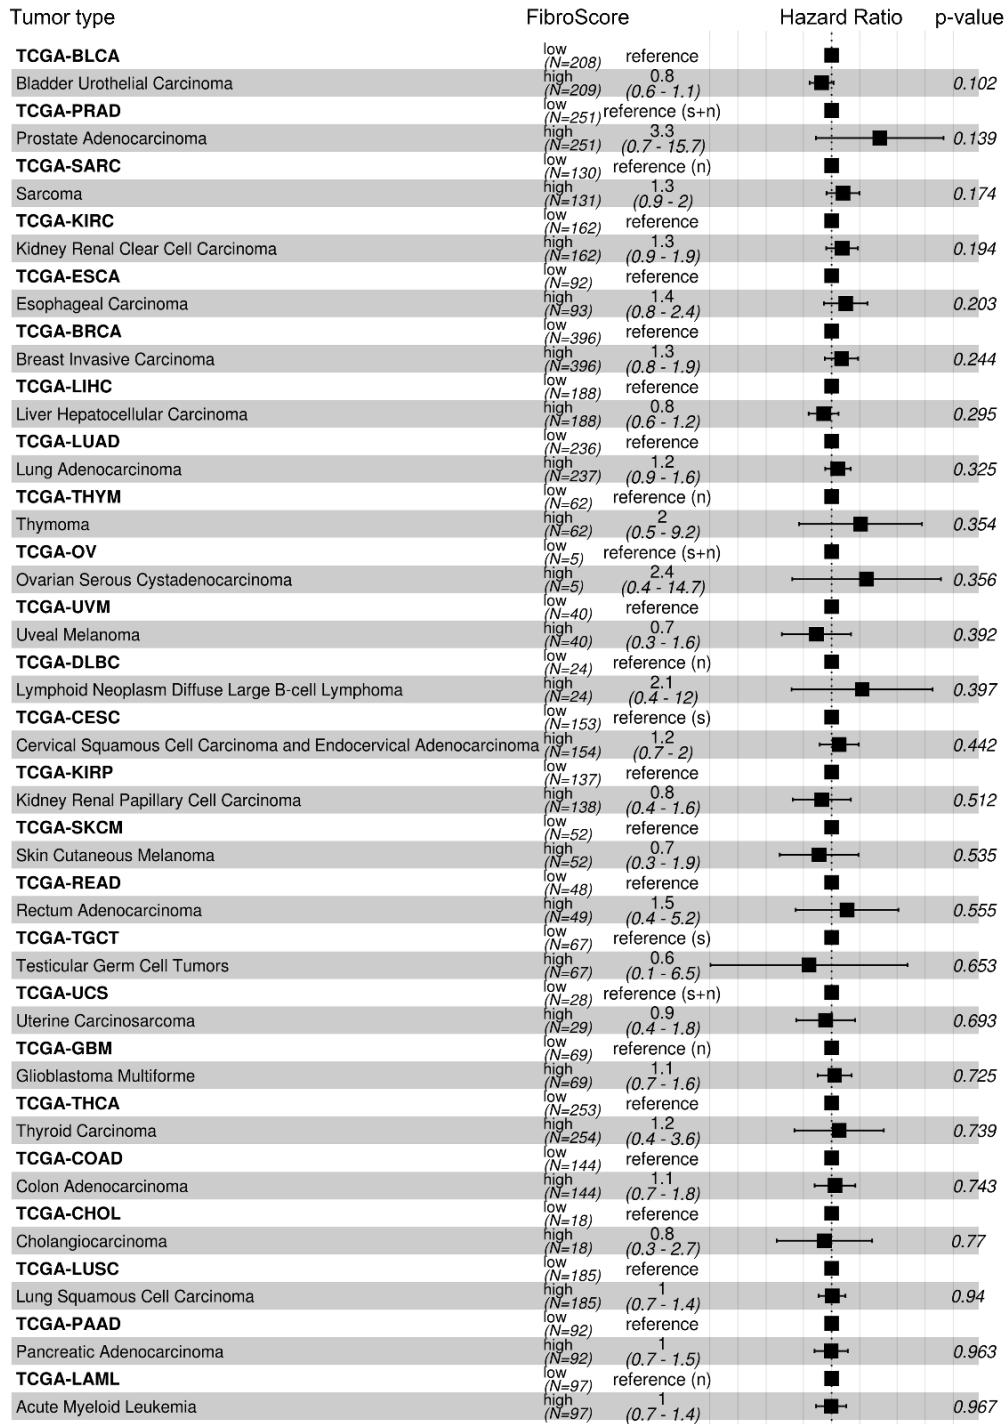 Tumor type FibroScore Hazard Ratio p-value
TCGA-BLCA low (N=208) reference
Bladder Urothelial Carcinoma high (N=209) 0.8 (0.6 - 1.1) 0.102
TCGA-PRAD low (N=251) reference (s+n)
Prostate Adenocarcinoma high (N=251) 3.3 (0.7 - 15.7) 0.139
TCGA-SARC low (N=130) reference (n)
Sarcoma high (N=131) 1.3 (0.9 - 2) 0.174
TCGA-KIRC low (N=162) reference
Kidney Renal Clear Cell Carcinoma high (N=162) 1.3 (0.9 - 1.9) 0.194
TCGA-ESCA low (N=92) reference
Esophageal Carcinoma high (N=93) 1.4 (0.8 - 2.4) 0.203
TCGA-BRCA low (N=396) reference
Breast Invasive Carcinoma high (N=396) 1.3 (0.8 - 1.9) 0.244
TCGA-LIHC low (N=188) reference
Liver Hepatocellular Carcinoma high (N=188) 0.8 (0.6 - 1.2) 0.295
TCGA-LUAD low (N=236) reference
Lung Adenocarcinoma high (N=237) 1.2 (0.9 - 1.6) 0.325
TCGA-THYM low (N=62) reference (n)
Thymoma high (N=62) 2 (0.5 - 9.2) 0.354
TCGA-OV low (N=5) reference (s+n)
Ovarian Serous Cystadenocarcinoma high (N=5) 2.4 (0.4 - 14.7) 0.356
TCGA-UVM low (N=40) reference
Uveal Melanoma high (N=40) 0.7 (0.3 - 1.6) 0.392
TCGA-DLBC low (N=24) reference (n)
Lymphoid Neoplasm Diffuse Large B-cell Lymphoma high (N=24) 2.1 (0.4 - 12) 0.397
TCGA-CESC low (N=153) reference (s)
Cervical Squamous Cell Carcinoma and Endocervical Adenocarcinoma high (N=154) 1.2 (0.7 - 2) 0.442
TCGA-KIRP low (N=137) reference
Kidney Renal Papillary Cell Carcinoma high (N=138) 0.8 (0.4 - 1.6) 0.512
TCGA-SKCM low (N=52) reference
Skin Cutaneous Melanoma high (N=52) 0.7 (0.3 - 1.9) 0.535
TCGA-READ low (N=48) reference
Rectum Adenocarcinoma high (N=49) 1.5 (0.4 - 5.2) 0.555
TCGA-TGCT low (N=67) reference (s)
Testicular Germ Cell Tumors high (N=67) 0.6 (0.1 - 6.5) 0.653
TCGA-UCS low (N=28) reference (s+n)
Uterine Carcinosarcoma high (N=29) 0.9 (0.4 - 1.8) 0.693
TCGA-GBM low (N=69) reference (n)
Glioblastoma Multiforme high (N=69) 1.1 (0.7 - 1.6) 0.725
TCGA-THCA low (N=253) reference
Thyroid Carcinoma high (N=254) 1.2 (0.4 - 3.6) 0.739
TCGA-COAD low (N=144) reference
Colon Adenocarcinoma high (N=144) 1.1 (0.7 - 1.8) 0.743
TCGA-CHOL low (N=18) reference
Cholangiocarcinoma high (N=18) 0.8 (0.3 - 2.7) 0.77
TCGA-LUSC low (N=185) reference
Lung Squamous Cell Carcinoma high (N=185) 1 (0.7 - 1.4) 0.94
TCGA-PAAD low (N=92) reference
Pancreatic Adenocarcinoma high (N=92) 1 (0.7 - 1.5) 0.963
TCGA-LAML low (N=97) reference (n)
Acute Myeloid Leukemia high (N=97) 1 (0.7 - 1.4) 0.967